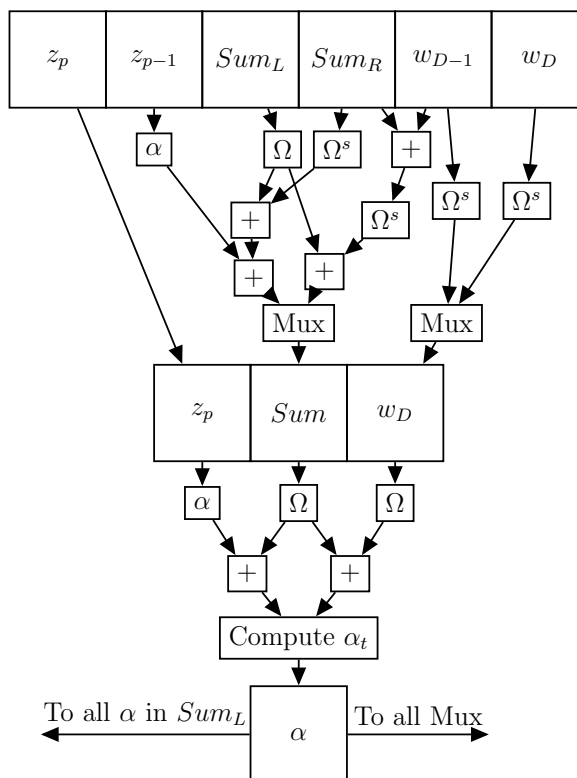 z_p z_{p-1} Sum_L Sum_R w_{D-1} w_D
α Ω Ω^s +
+ Ω^s Ω^s Ω^s
+ +
Mux Mux
z_p Sum w_D
α Ω Ω
+ +
Compute α_t
To all α in Sum_L α To all Mux